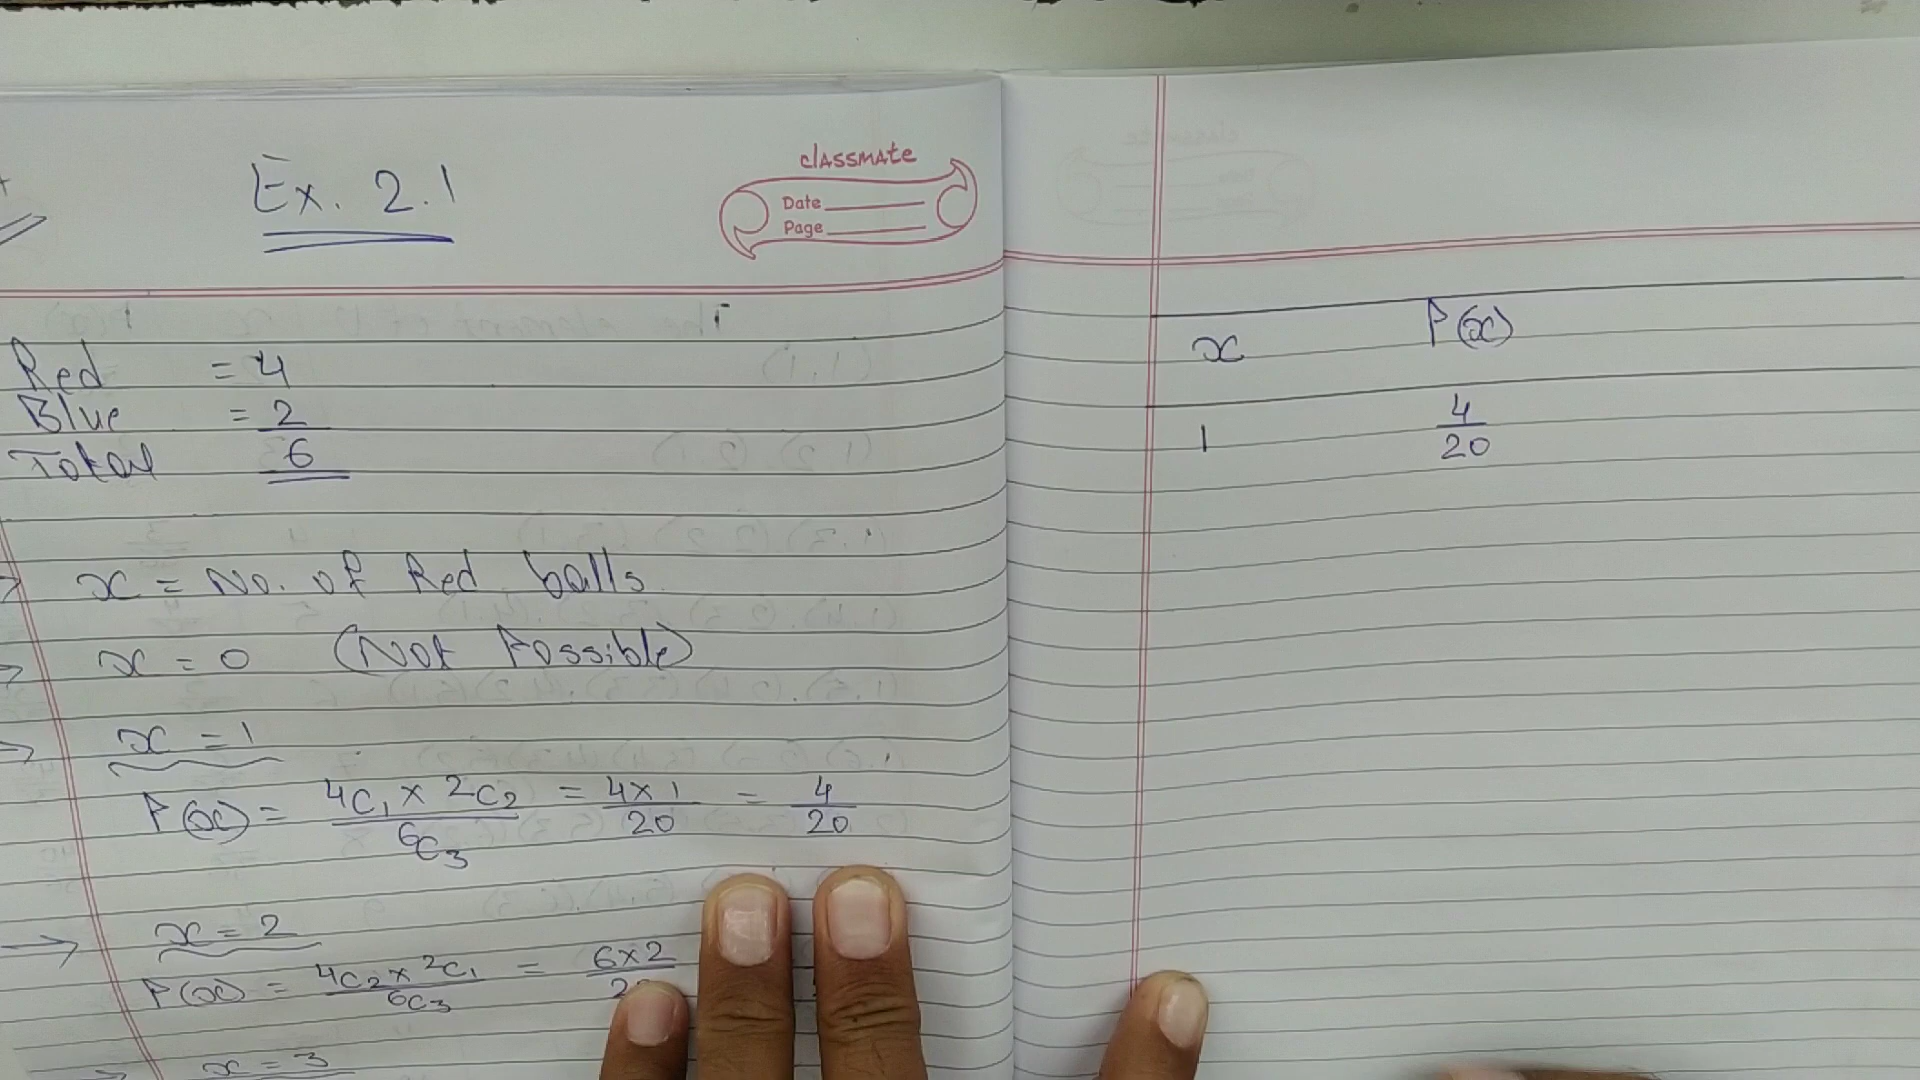 Ex. 2.1
classmate
Date
Page
Red = 4
Blue = 2
Total 6
x = No. of Red balls
x = 0 (Not Possible)
x = 1
P(x) = 4C1 x 2C2 / 6C3 = 4x1 / 20 = 4 / 20
x = 2
P(x) = 4C2 x 2C1 / 6C3 = 6x2
x = 3
x P(x)
1 4/20